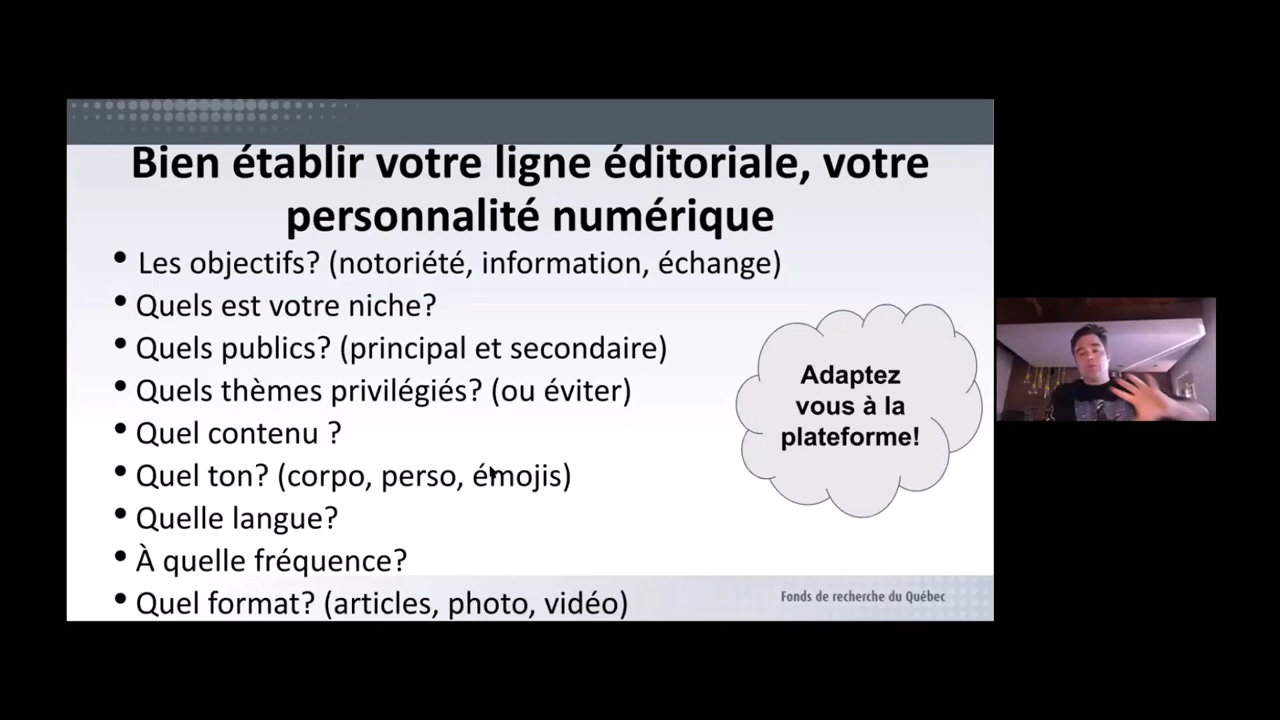 Bien établir votre ligne éditoriale, votre
personnalité numérique
• Les objectifs? (notoriété, information, échange)
• Quels est votre niche?
• Quels publics? (principal et secondaire)
• Quels thèmes privilégiés? (ou éviter)
• Quel contenu ?
• Quel ton? (corpo, perso, émojis)
• Quelle langue?
• À quelle fréquence?
• Quel format? (articles, photo, vidéo)
Adaptez
vous à la
plateforme!
Fonds de recherche du Québec